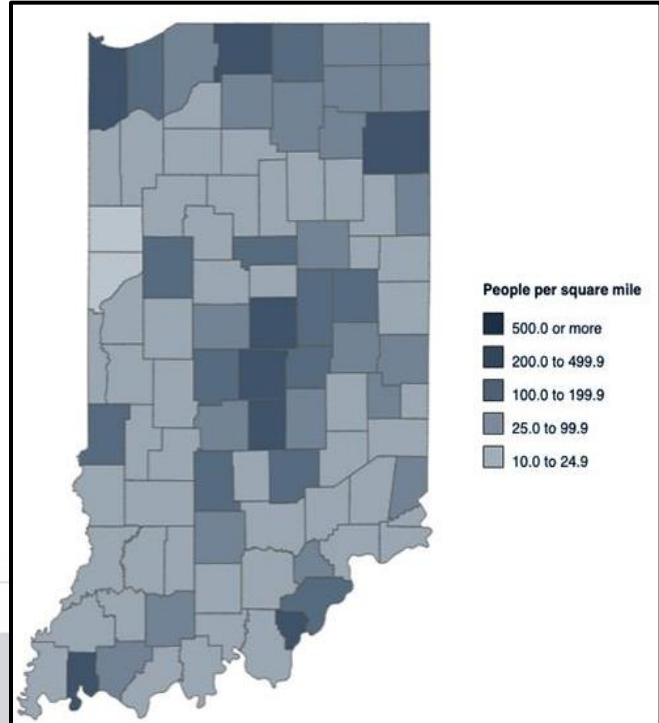 People per square mile
500.0 or more
200.0 to 499.9
100.0 to 199.9
25.0 to 99.9
10.0 to 24.9